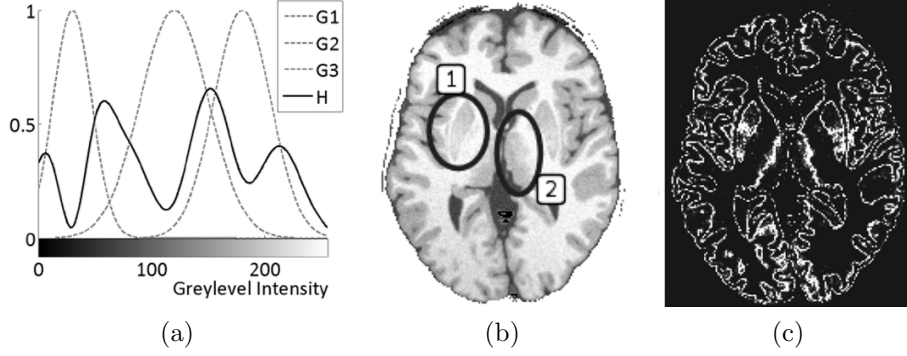 1
0.5
0
0
100
200
Greylevel Intensity
G1
G2
G3
H
1
2
(a)
(b)
(c)